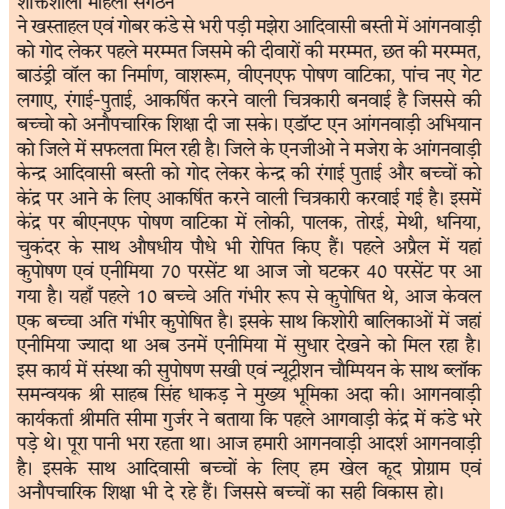 शक्तिशाली महिला संगठन
ने खस्ताहाल एवं गोबर कंडे से भरी पड़ी मझेरा आदिवासी बस्ती में आंगनवाड़ी
को गोद लेकर पहले मरम्मत जिसमे की दीवारों की मरम्मत, छत की मरम्मत,
बाउंड्री वॉल का निर्माण, वाशरूम, वीएनएफ पोषण वाटिका, पांच नए गेट
लगाए, रंगाई-पुताई, आकर्षित करने वाली चित्रकारी बनवाई है जिससे की
बच्चो को अनौपचारिक शिक्षा दी जा सके। एडॉप्ट एन आंगनवाड़ी अभियान
को जिले में सफलता मिल रही है। जिले के एनजीओ ने मजेरा के आंगनवाड़ी
केन्द्र आदिवासी बस्ती को गोद लेकर केन्द्र की रंगाई पुताई और बच्चों को
केंद्र पर आने के लिए आकर्षित करने वाली चित्रकारी करवाई गई है। इसमें
केंद्र पर बीएनएफ पोषण वाटिका में लोकी, पालक, तोरई, मेथी, धनिया,
चुकंदर के साथ औषधीय पौधे भी रोपित किए हैं। पहले अप्रैल में यहां
कुपोषण एवं एनीमिया 70 परसेंट था आज जो घटकर 40 परसेंट पर आ
गया है। यहाँ पहले 10 बच्चे अति गंभीर रूप से कुपोषित थे, आज केवल
एक बच्चा अति गंभीर कुपोषित है। इसके साथ किशोरी बालिकाओं में जहां
एनीमिया ज्यादा था अब उनमें एनीमिया में सुधार देखने को मिल रहा है।
इस कार्य में संस्था की सुपोषण सखी एवं न्यूट्रीशन चौम्पियन के साथ ब्लॉक
समन्वयक श्री साहब सिंह धाकड़ ने मुख्य भूमिका अदा की। आगनवाड़ी
कार्यकर्ता श्रीमति सीमा गुर्जर ने बताया कि पहले आगवाड़ी केंद्र में कंडे भरे
पड़े थे। पूरा पानी भरा रहता था। आज हमारी आगनवाड़ी आदर्श आगनवाड़ी
है। इसके साथ आदिवासी बच्चों के लिए हम खेल कूद प्रोग्राम एवं
अनौपचारिक शिक्षा भी दे रहे हैं। जिससे बच्चों का सही विकास हो।